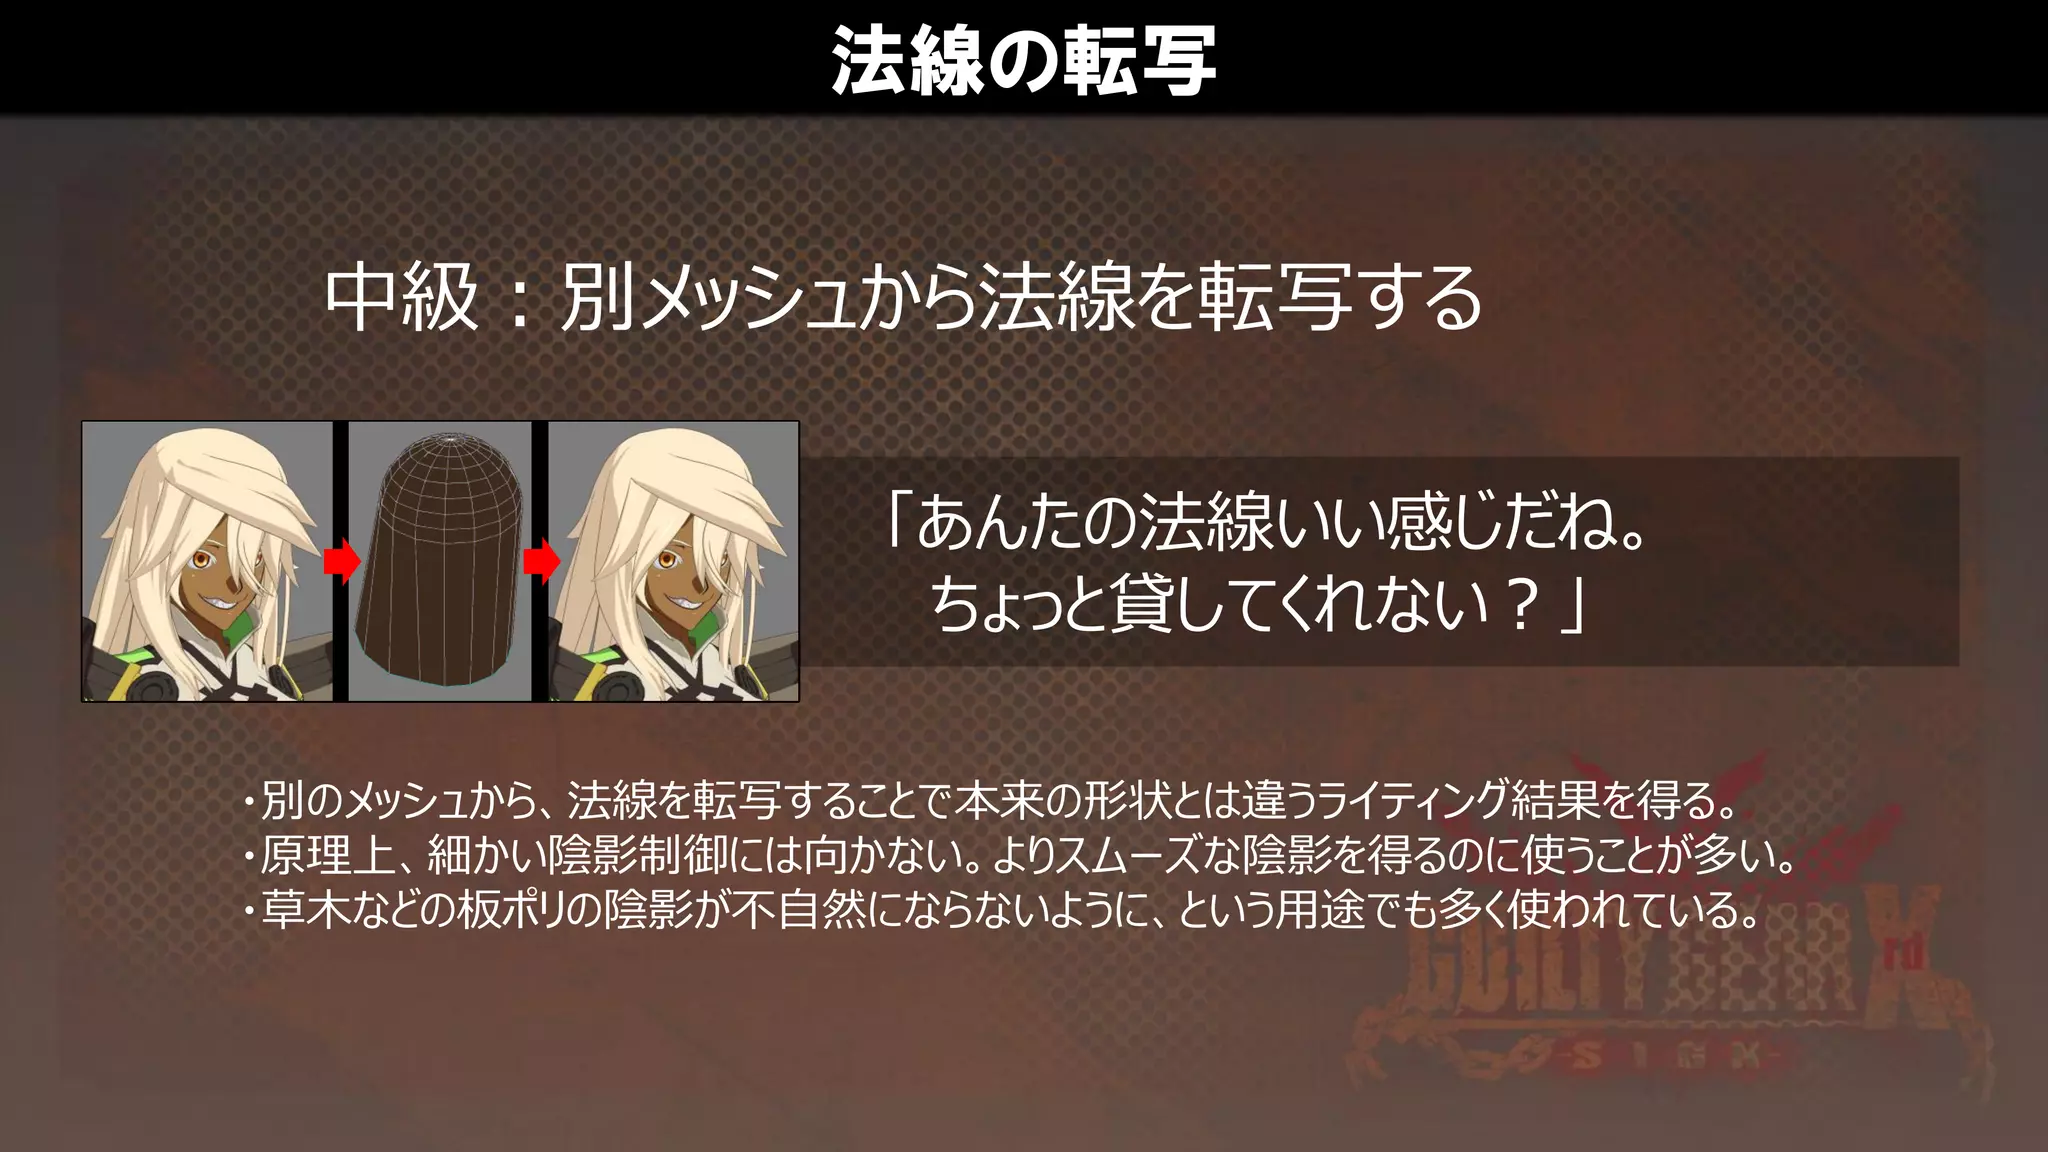 法線の転写
中級：別メッシュから法線を転写する
「あんたの法線いい感じだね。
ちょっと貸してくれない？」
・別のメッシュから、法線を転写することで本来の形状とは違うライティング結果を得る。
・原理上、細かい陰影制御には向かない。よりスムーズな陰影を得るのに使うことが多い。
・草木などの板ポリの陰影が不自然にならないように、という用途でも多く使われている。
GUILTY GEAR Xrd
-SIGN-